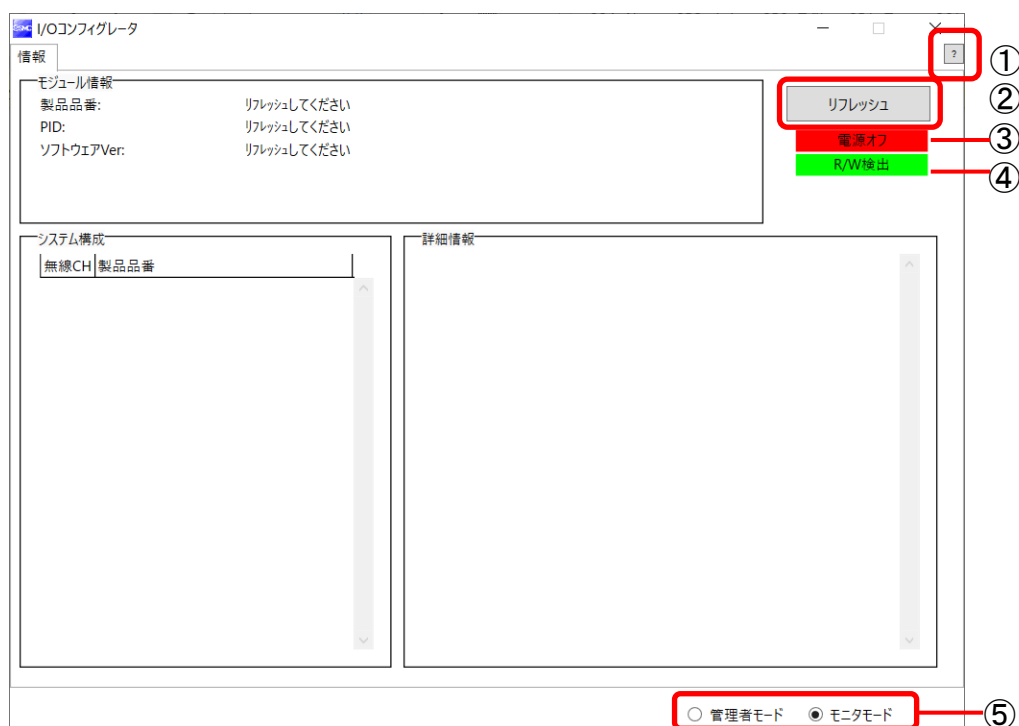 SMC I/Oコンフィグレータ
情報
?
①
モジュール情報
製品品番: リフレッシュしてください
PID: リフレッシュしてください
ソフトウェアVer: リフレッシュしてください
リフレッシュ
②
電源オフ
③
R/W検出
④
システム構成
無線CH 製品品番
詳細情報
管理者モード モニタモード
⑤